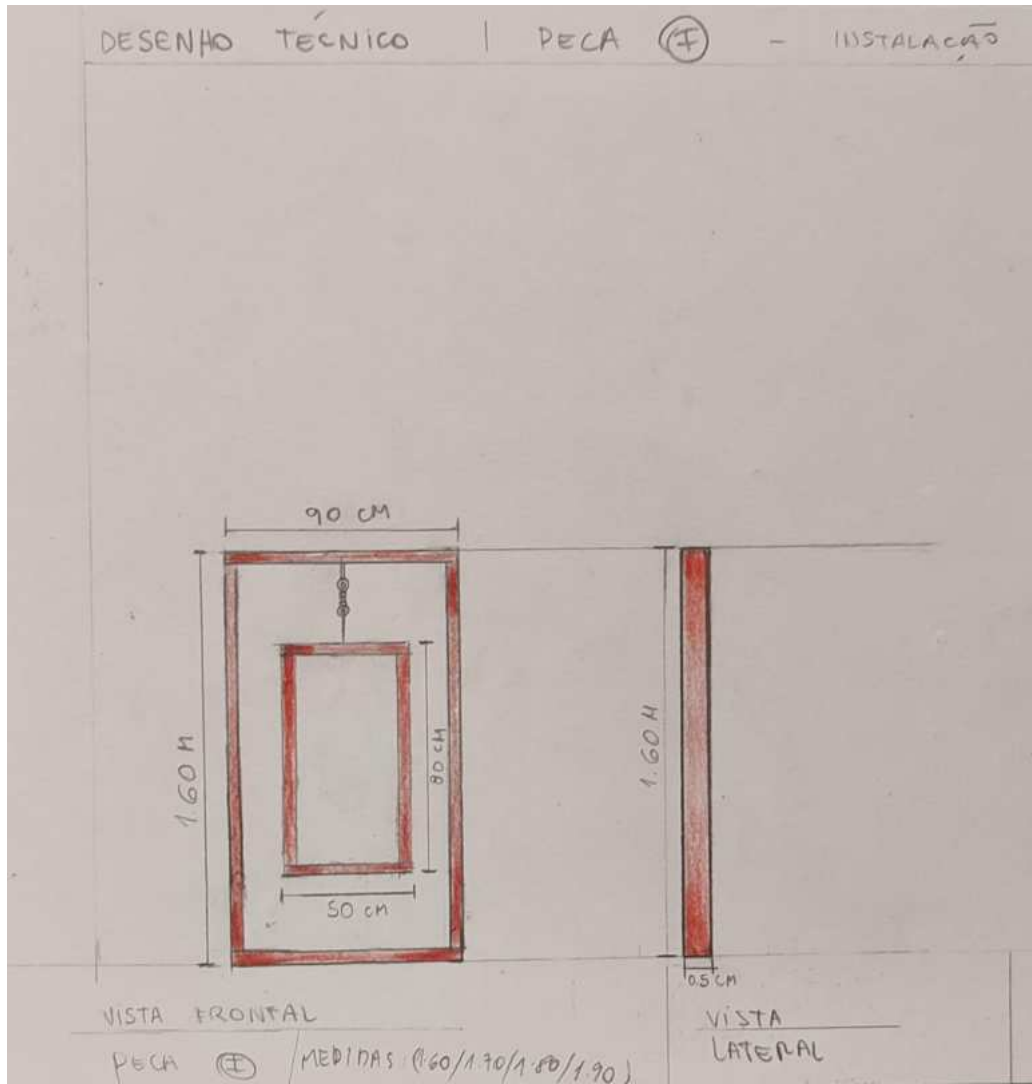 DESENHO TÉCNICO | PEÇA I - INSTALAÇÃO
90 CM
1.60 M
80 CM
50 CM
1.60 M
0.5 CM
VISTA FRONTAL
PEÇA I / MEDIDAS: (1.60/1.70/1.80/1.90)
VISTA
LATERAL